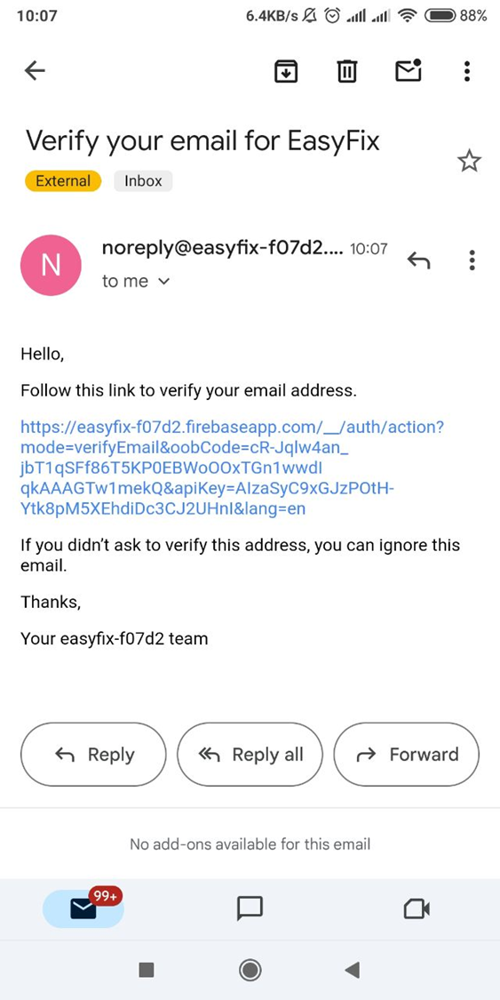 10:07 6.4KB/s 88%
Verify your email for EasyFix
External Inbox
N
noreply@easyfix-f07d2.... 10:07
to me
Hello,
Follow this link to verify your email address.
https://easyfix-f07d2.firebaseapp.com/__/auth/action?
mode=verifyEmail&oobCode=cR-Jqlw4an_
jbT1qSFf86T5KP0EBWoOOxTGn1wwdI
qkAAAGTw1mekQ&apiKey=AIzaSyC9xGJzPOtH-
Ytk8pM5XEhdiDc3CJ2UHnI&lang=en
If you didn’t ask to verify this address, you can ignore this
email.
Thanks,
Your easyfix-f07d2 team
Reply Reply all Forward
No add-ons available for this email
99+